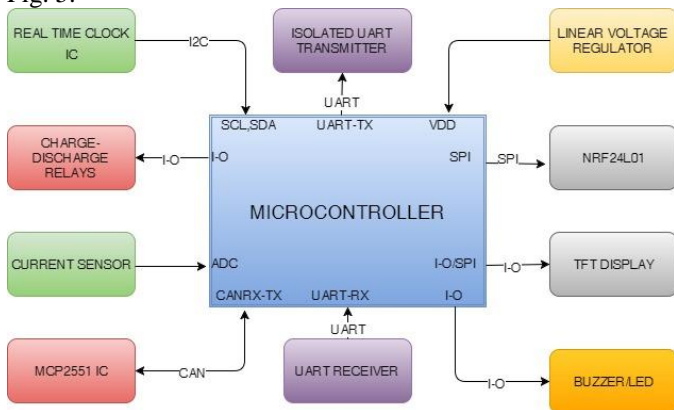 Fig. 3.
REAL TIME CLOCK
IC
I2C
ISOLATED UART
TRANSMITTER
LINEAR VOLTAGE
REGULATOR
UART
SCL,SDA
UART-TX
VDD
CHARGE-
DISCHARGE
RELAYS
I-O
I-O
SPI
SPI
NRF24L01
MICROCONTROLLER
CURRENT SENSOR
ADC
I-O/SPI
I-O
TFT DISPLAY
CANRX-TX
UART-RX
I-O
UART
MCP2551 IC
CAN
UART RECEIVER
I-O
BUZZER/LED